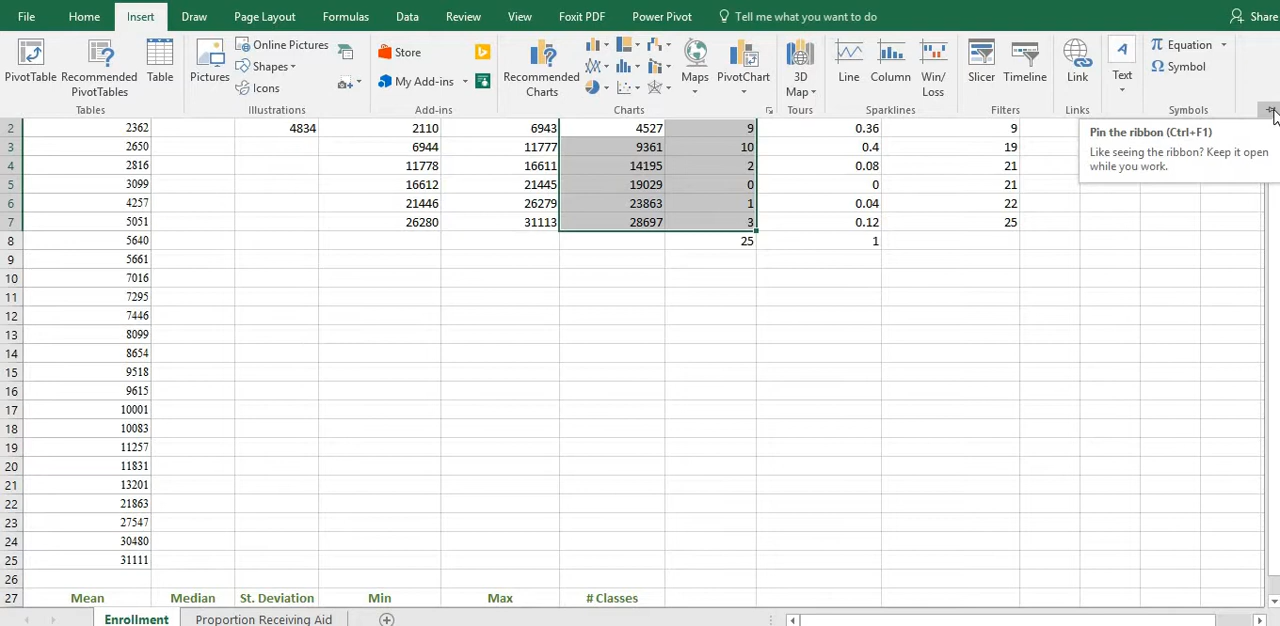 File Insert Draw Page Layout Formulas Data Review View Foxit PDF Power Pivot Tell me what you want to do Share
Home
PivotTable Recommended PivotTables Table
Pictures Online Pictures Shapes Icons
Store My Add-ins
Recommended Charts Maps PivotChart
3D Map Line Column Win/Loss
Slicer Timeline Link Text Equation Symbol
Tables Illustrations Add-ins Charts Tours Sparklines Filters Links Symbols
Pin the ribbon (Ctrl+F1)
Like seeing the ribbon? Keep it open
while you work.
2 2362 4834 2110 6943 4527 9 0.36 9
3 2650 6944 11777 9361 10 0.4 19
4 2816 11778 16611 14195 2 0.08 21
5 3099 16612 21445 19029 0 0 21
6 4257 21446 26279 23863 1 0.04 22
7 5051 26280 31113 28697 3 0.12 25
8 5640 25 1
9 5661
10 7016
11 7295
12 7446
13 8099
14 8654
15 9518
16 9615
17 10001
18 10083
19 11257
20 11831
21 13201
22 21863
23 27547
24 30480
25 31111
26
27 Mean Median St. Deviation Min Max # Classes
Enrollment Proportion Receiving Aid